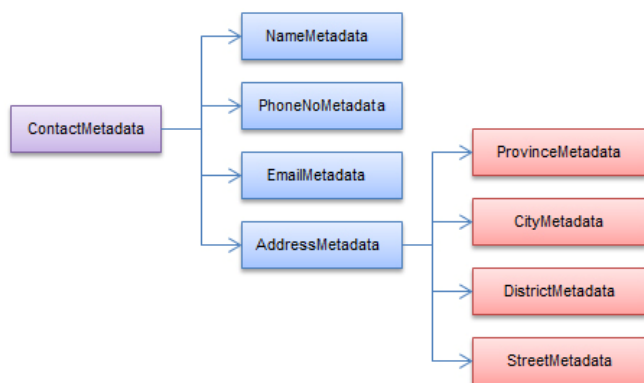 NameMetadata
PhoneNoMetadata
ContactMetadata
EmailMetadata
AddressMetadata
ProvinceMetadata
CityMetadata
DistrictMetadata
StreetMetadata